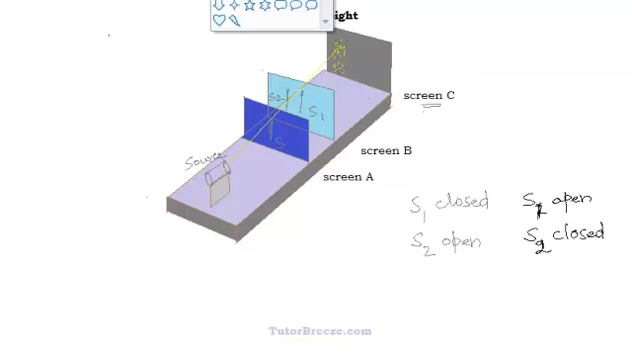 ight
screen C
S2
S1
S
screen B
Source
screen A
S1 closed S1 open
S2 open S2 closed
TutorBreeze.com